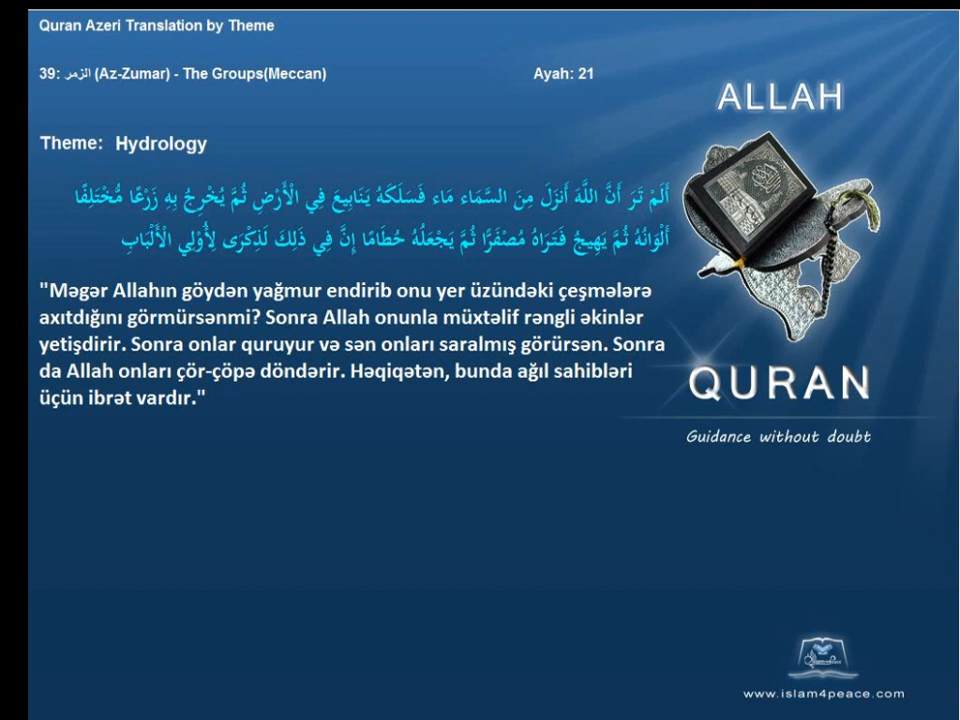 Quran Azeri Translation by Theme
39: الزمر (Az-Zumar) - The Groups(Meccan) Ayah: 21
ALLAH
Theme: Hydrology
أَلَمْ تَرَ أَنَّ اللَّهَ أَنزَلَ مِنَ السَّمَاء مَاء فَسَلَكَهُ يَنَابِيعَ فِي الْأَرْضِ ثُمَّ يُخْرِجُ بِهِ زَرْعًا مُّخْتَلِفًا
أَلْوَانُهُ ثُمَّ يَهِيجُ فَتَرَاهُ مُصْفَرًّا ثُمَّ يَجْعَلُهُ حُطَامًا إِنَّ فِي ذَلِكَ لَذِكْرَى لِأُوْلِي الْأَلْبَابِ
"Məgər Allahın göydən yağmur endirib onu yer üzündəki çeşmələrə
axıtdığını görmürsənmi? Sonra Allah onunla müxtəlif rəngli əkinlər
yetişdirir. Sonra onlar quruyur və sən onları saralmış görürsən. Sonra
da Allah onları çör-çöpə döndərir. Həqiqətən, bunda ağıl sahibləri
üçün ibrət vardır."
QURAN
Guidance without doubt
www.islam4peace.com